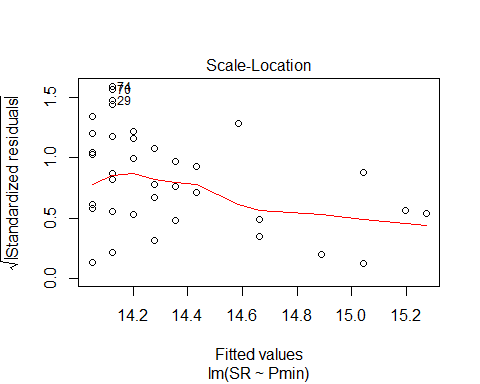 Scale-Location
√|Standardized residuals|
0.0 0.5 1.0 1.5
74
70
29
14.2 14.4 14.6 14.8 15.0 15.2
Fitted values
lm(SR ~ Pmin)